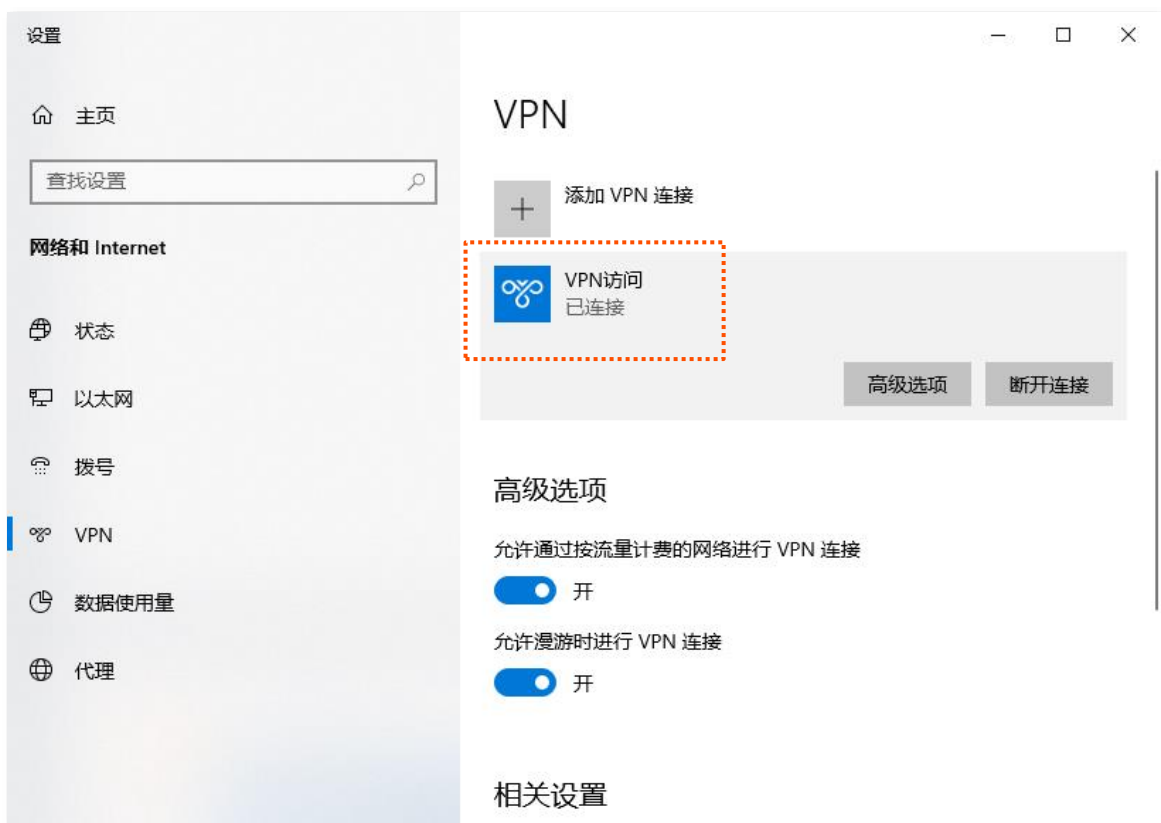 设置
主页
查找设置
网络和 Internet
状态
以太网
拨号
VPN
数据使用量
代理
VPN
添加 VPN 连接
VPN访问
已连接
高级选项
断开连接
高级选项
允许通过按流量计费的网络进行 VPN 连接
开
允许漫游时进行 VPN 连接
开
相关设置